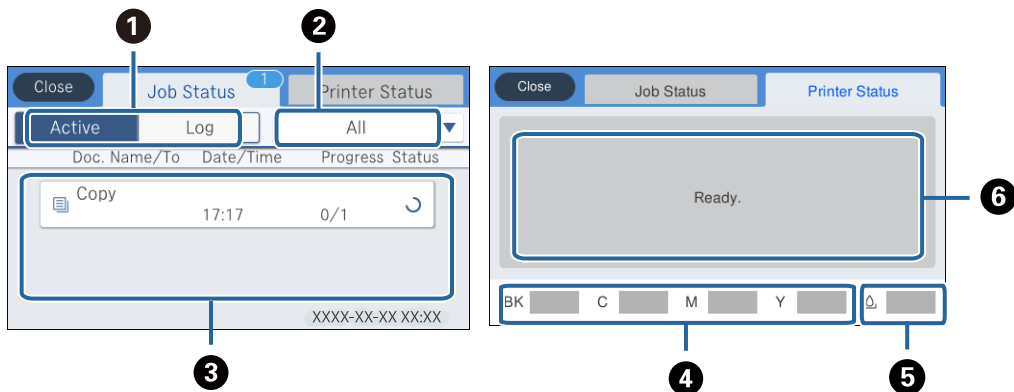 1
2
Close
Job Status
1
Printer Status
Active
Log
All
Doc. Name/To
Date/Time
Progress
Status
Copy
17:17
0/1
XXXX-XX-XX XX:XX
3
Close
Job Status
Printer Status
Ready.
6
BK
C
M
Y
4
5